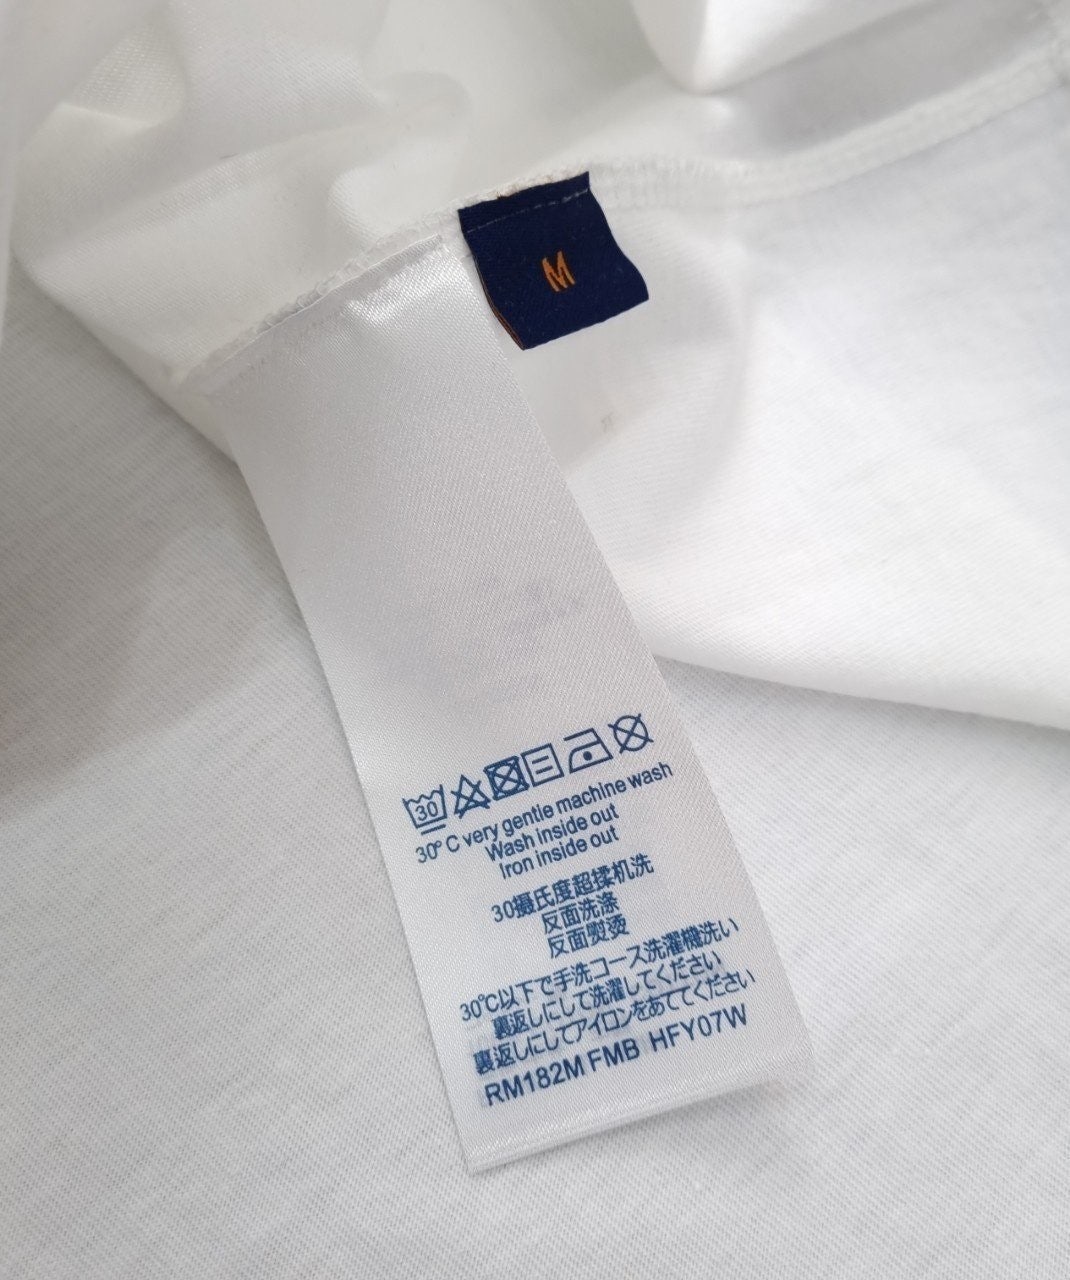 M
30
30°C very gentle machine wash
Wash inside out
Iron inside out
30摄氏度超揉机洗
反面洗涤
反面熨烫
30℃以下で手洗コース洗濯機洗い
裏返しにして洗濯してください
裏返しにしてアイロンをあててください
RM182M FMB HFY07W